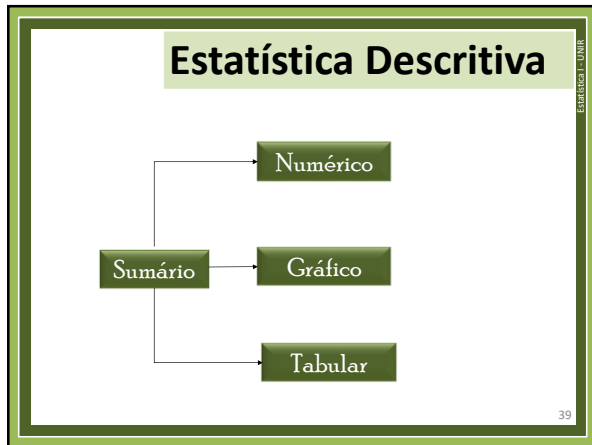 Estatística Descritiva
Estatística I - UNIR
Numérico
Sumário
Gráfico
Tabular
39